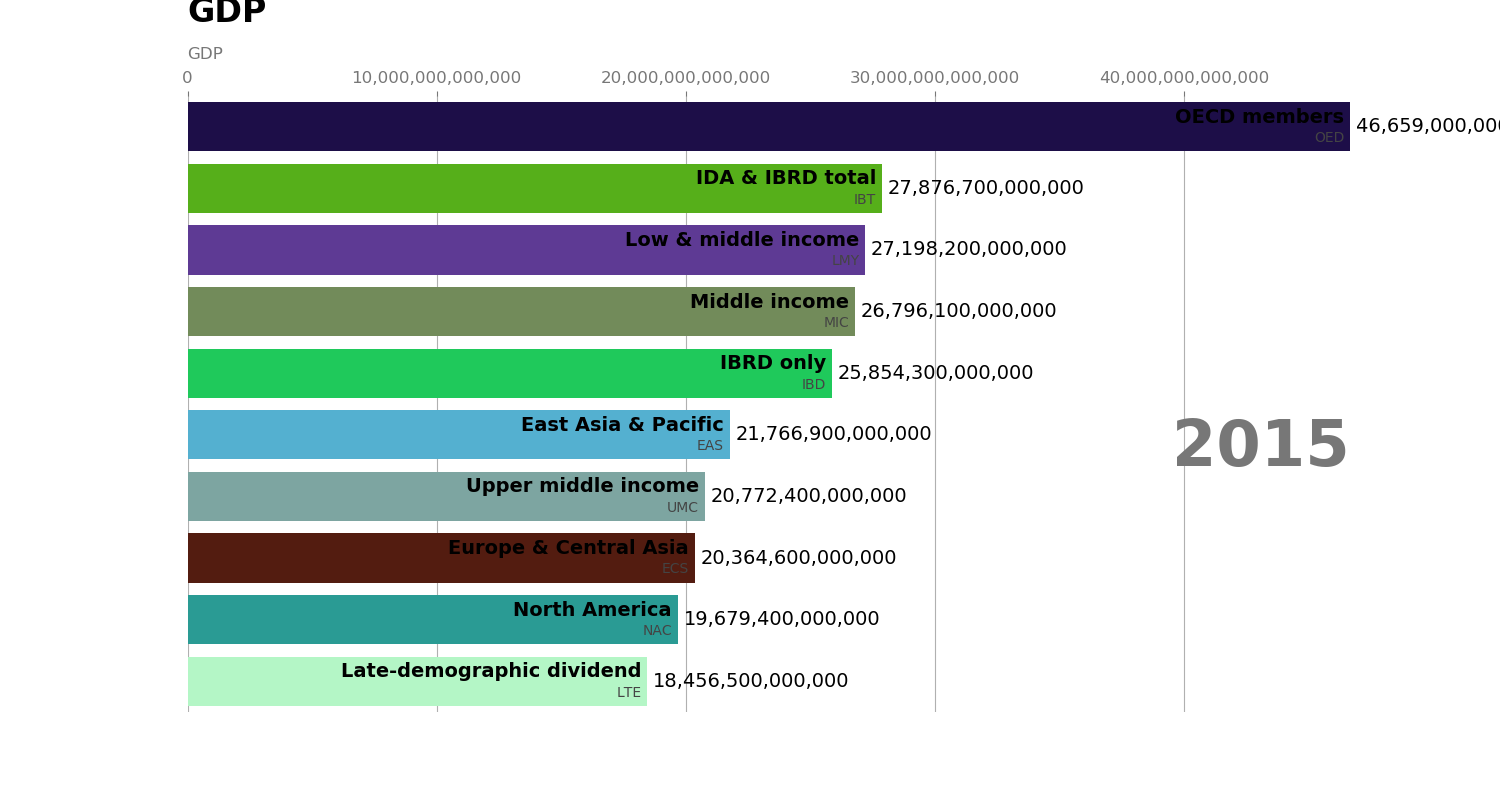 GDP
GDP
0 10,000,000,000,000 20,000,000,000,000 30,000,000,000,000 40,000,000,000,000
OECD members
OED
46,659,000,00
IDA & IBRD total
IBT
27,876,700,000,000
Low & middle income
LMY
27,198,200,000,000
Middle income
MIC
26,796,100,000,000
IBRD only
IBD
25,854,300,000,000
East Asia & Pacific
EAS
21,766,900,000,000
2015
Upper middle income
UMC
20,772,400,000,000
Europe & Central Asia
ECS
20,364,600,000,000
North America
NAC
19,679,400,000,000
Late-demographic dividend
LTE
18,456,500,000,000